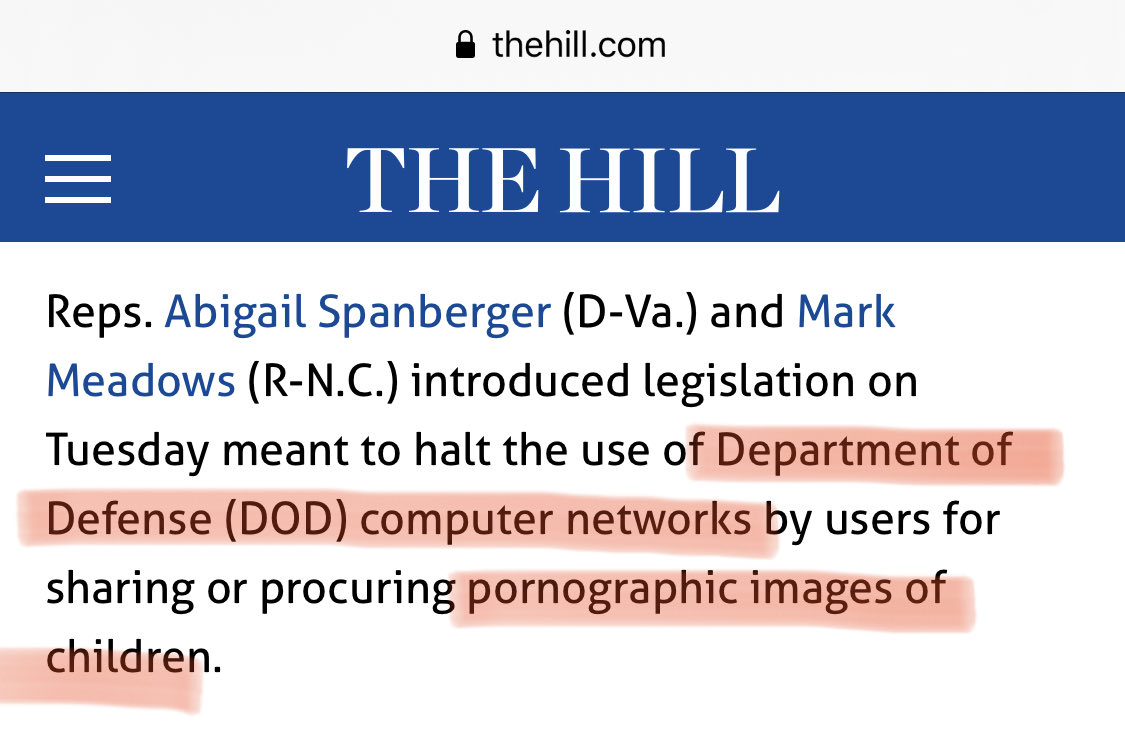 thehill.com
THE HILL
Reps. Abigail Spanberger (D-Va.) and Mark
Meadows (R-N.C.) introduced legislation on
Tuesday meant to halt the use of Department of
Defense (DOD) computer networks by users for
sharing or procuring pornographic images of
children.